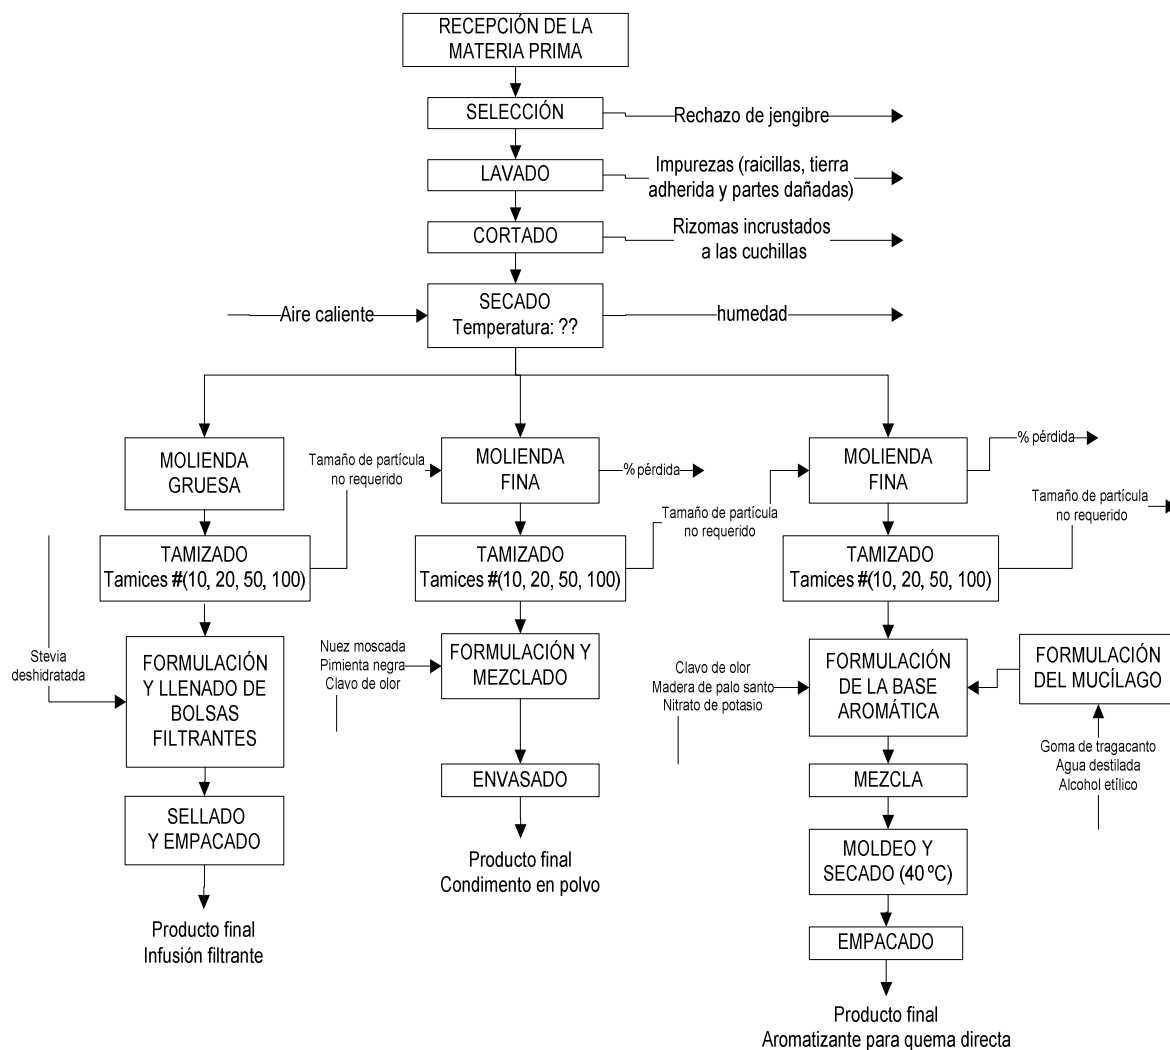 RECEPCIÓN DE LA
MATERIA PRIMA
SELECCIÓN
Rechazo de jengibre
LAVADO
Impurezas (raicillas, tierra
adherida y partes dañadas)
CORTADO
Rizomas incrustados
a las cuchillas
Aire caliente
SECADO
Temperatura: ??
humedad
MOLIENDA
GRUESA
Tamaño de partícula
no requerido
TAMIZADO
Tamices #(10, 20, 50, 100)
Stevia
deshidratada
FORMULACIÓN
Y LLENADO DE
BOLSAS
FILTRANTES
SELLADO
Y EMPACADO
Producto final
Infusión filtrante
MOLIENDA
FINA
% pérdida
Tamaño de partícula
no requerido
TAMIZADO
Tamices #(10, 20, 50, 100)
Nuez moscada
Pimienta negra
Clavo de olor
FORMULACIÓN Y
MEZCLADO
ENVASADO
Producto final
Condimento en polvo
MOLIENDA
FINA
% pérdida
Tamaño de partícula
no requerido
TAMIZADO
Tamices #(10, 20, 50, 100)
Clavo de olor
Madera de palo santo
Nitrato de potasio
FORMULACIÓN
DE LA BASE
AROMÁTICA
FORMULACIÓN
DEL MUCÍLAGO
Goma de tragacanto
Agua destilada
Alcohol etílico
MEZCLA
MOLDEO Y
SECADO (40 ºC)
EMPACADO
Producto final
Aromatizante para quema directa